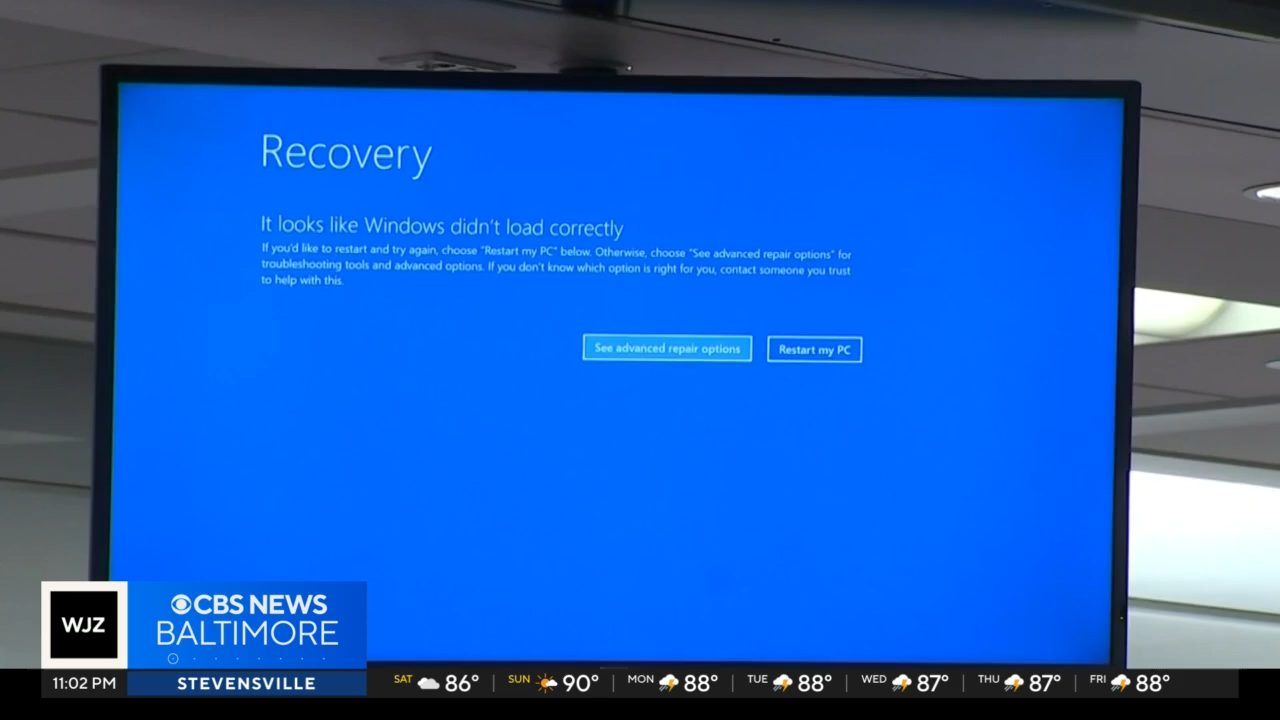 Recovery
It looks like Windows didn't load correctly
If you'd like to restart and try again, choose "Restart my PC" below. Otherwise, choose "See advanced repair options" for
troubleshooting tools and advanced options. If you don't know which option is right for you, contact someone you trust
to help with this.
See advanced repair options
Restart my PC
WJZ
CBS NEWS
BALTIMORE
11:02 PM
STEVENSVILLE
SAT 86° | SUN 90° | MON 88° | TUE 88° | WED 87° | THU 87° | FRI 88°